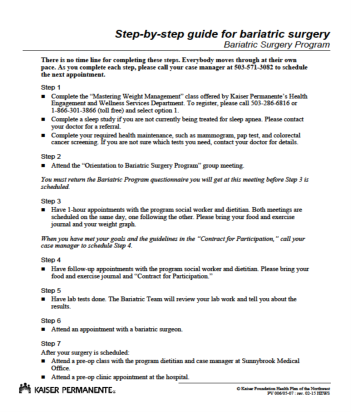 Step-by-step guide for bariatric surgery
Bariatric Surgery Program
There is no time line for completing these steps. Everybody moves through at their own
pace. As you complete each step, please call your case manager at 503-571-3082 to schedule
the next appointment.
Step 1
■ Complete the “Mastering Weight Management” class offered by Kaiser Permanente’s Health
Engagement and Wellness Services Department. To register, please call 503-286-6816 or
1-866-301-3866 (toll free) and select option 1.
■ Complete a sleep study if you are not currently being treated for sleep apnea. Please contact
your doctor for a referral.
■ Complete your required health maintenance, such as mammogram, pap test, and colorectal
cancer screening. If you are not sure which tests you need, contact your doctor for details.
Step 2
■ Attend the “Orientation to Bariatric Surgery Program” group meeting.
You must return the Bariatric Program questionnaire you will get at this meeting before Step 3 is
scheduled.
Step 3
■ Have 1-hour appointments with the program social worker and dietitian. Both meetings are
scheduled on the same day, one following the other. Please bring your food and exercise
journal and your weight graph.
When you have met your goals and the guidelines in the “Contract for Participation,” call your
case manager to schedule Step 4.
Step 4
■ Have follow-up appointments with the program social worker and dietitian. Please bring your
food and exercise journal and “Contract for Participation.”
Step 5
■ Have lab tests done. The Bariatric Team will review your lab work and tell you about the
results.
Step 6
■ Attend an appointment with a bariatric surgeon.
Step 7
After your surgery is scheduled:
■ Attend a pre-op class with the program dietitian and case manager at Sunnybrook Medical
Office.
■ Attend a pre-op clinic appointment at the hospital.
KAISER PERMANENTE®
© Kaiser Foundation Health Plan of the Northwest